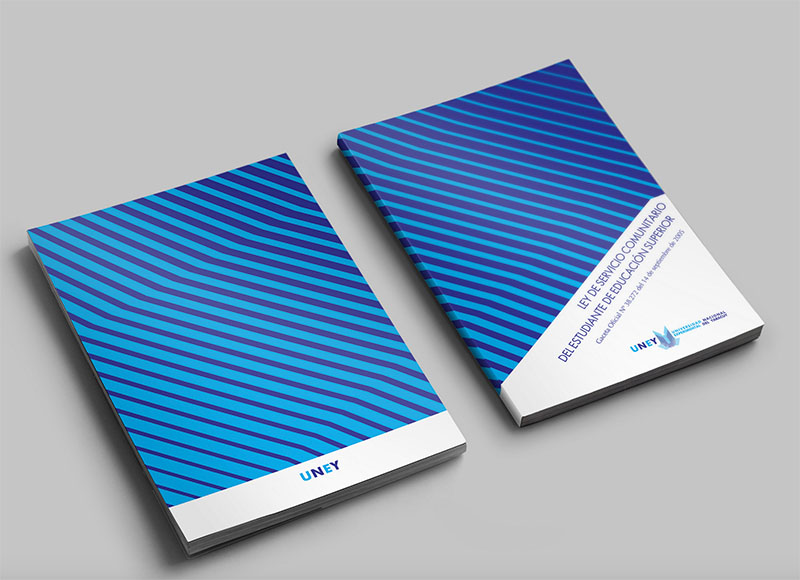 UNEY
LEY DE SERVICIO COMUNITARIO
DEL ESTUDIANTE DE EDUCACIÓN SUPERIOR
Gaceta Oficial N° 38.272 del 14 de septiembre de 2005
UNEY
UNIVERSIDAD NACIONAL
EXPERIMENTAL DEL YARACUY